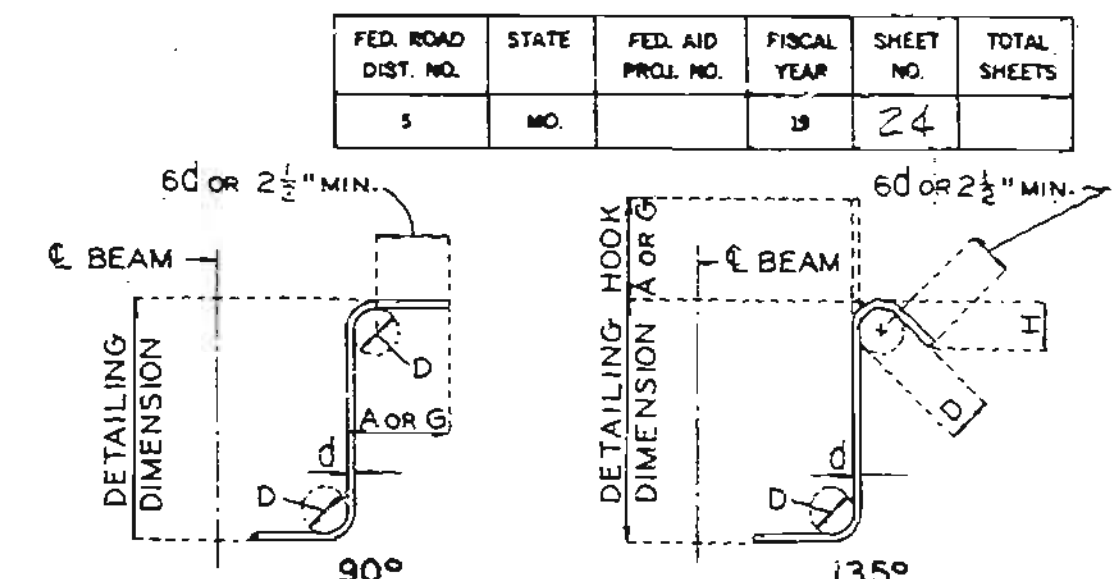 FED. ROAD DIST. NO. STATE FED. AID PROJ. NO. FISCAL YEAR SHEET NO. TOTAL SHEETS
5 MO. 19 24
6d OR 2½" MIN.
6d OR 2½" MIN.
℄ BEAM
DETAILING DIMENSION
D
A OR G
d
D
90°
HOOK A OR G
℄ BEAM
DETAILING DIMENSION
H
D
d
D
135°